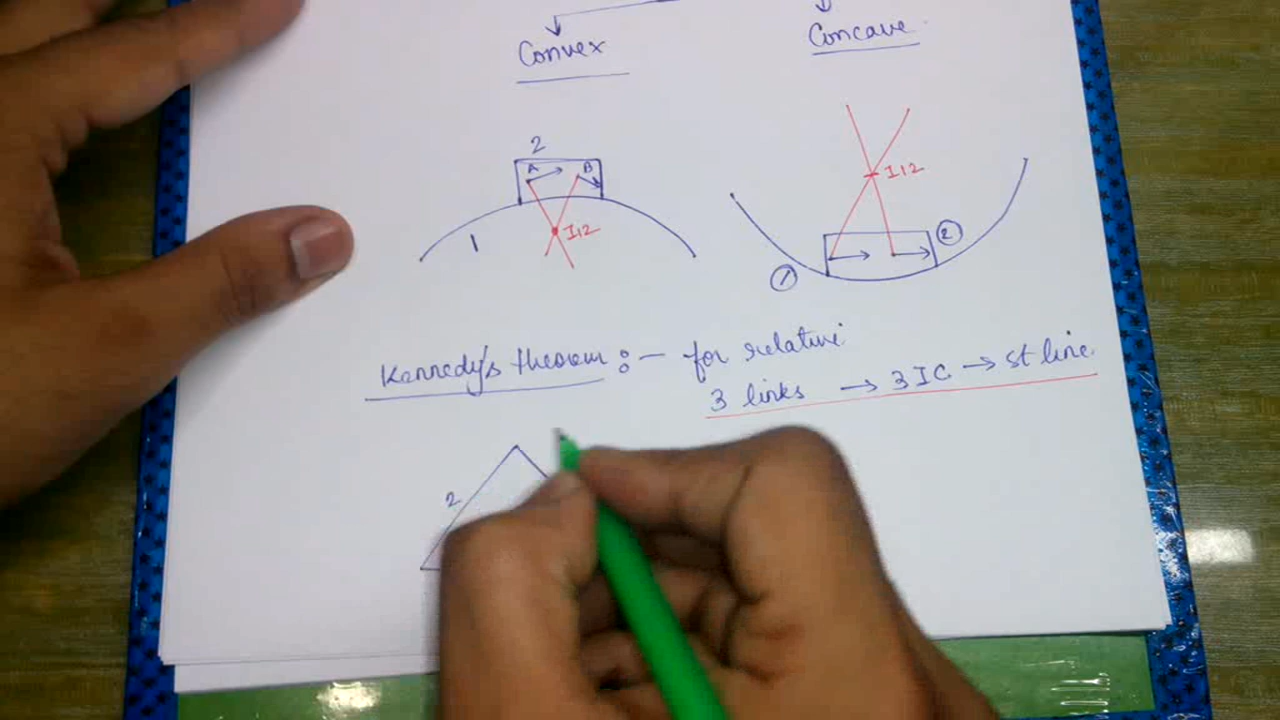 Convex
Concave
2
A B
I12
1
I12
2
1
Kennedy's theorem :- for relative
3 links → 3 IC → st line.
2